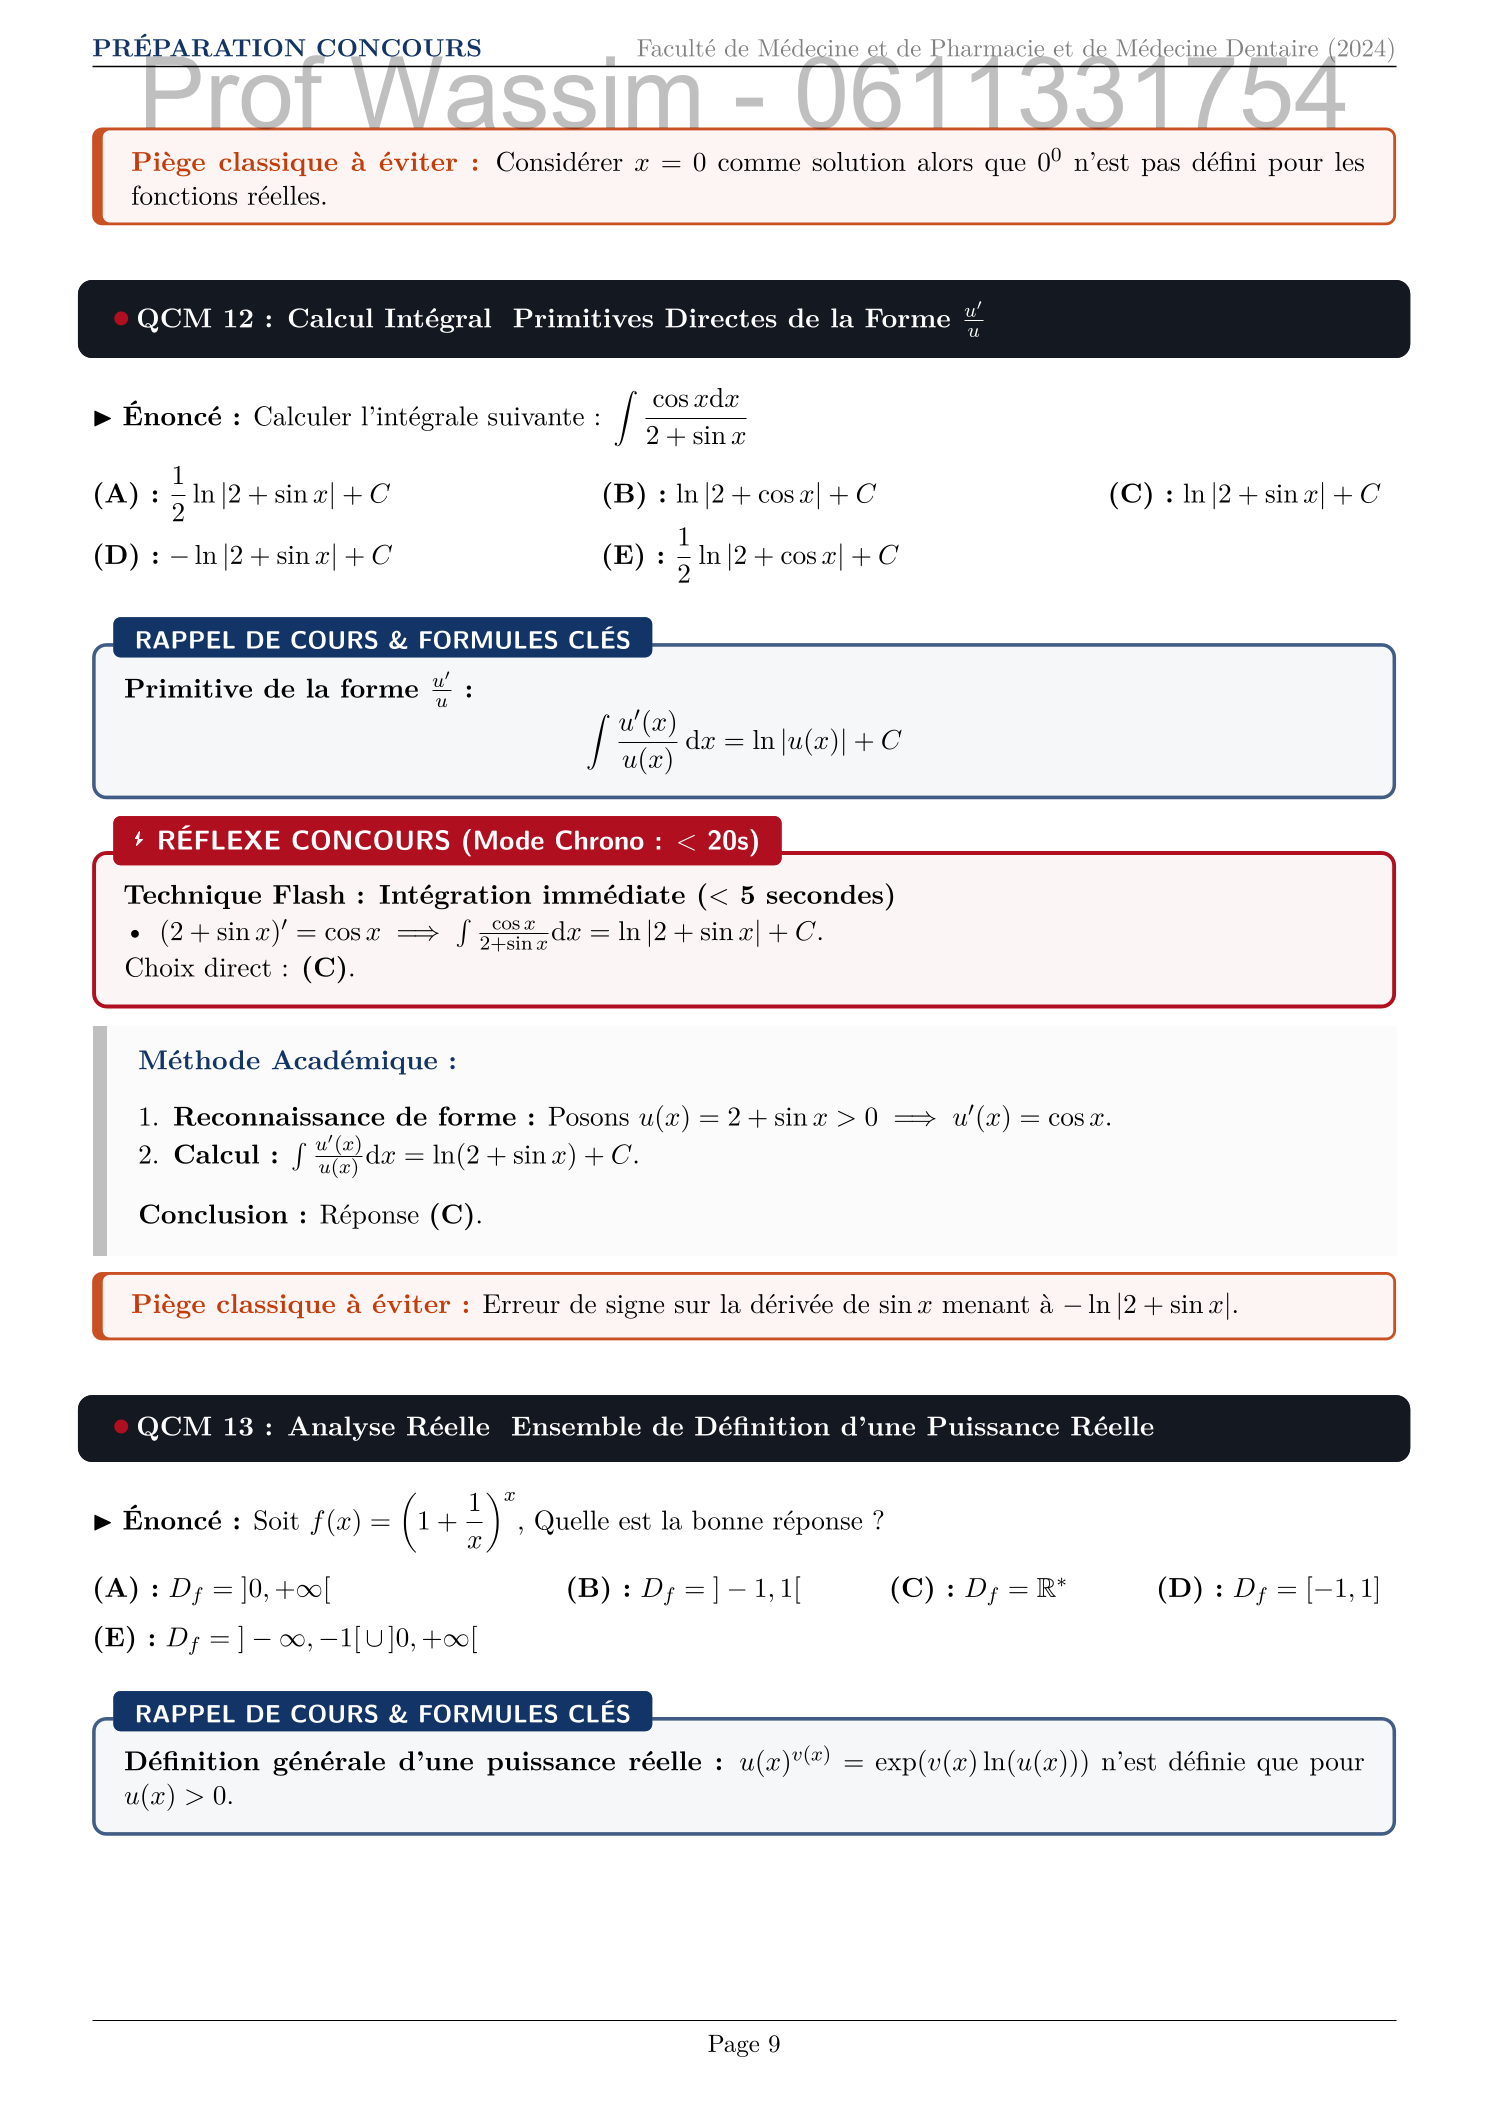 PRÉPARATION CONCOURS Faculté de Médecine et de Pharmacie et de Médecine Dentaire (2024)
Prof Wassim - 0611331754
Piège classique à éviter : Considérer x = 0 comme solution alors que 0⁰ n'est pas défini pour les
fonctions réelles.
● QCM 12 : Calcul Intégral Primitives Directes de la Forme u′/u
▶ Énoncé : Calculer l'intégrale suivante : ∫ cos xdx / (2 + sin x)
(A) : 1/2 ln |2 + sin x| + C (B) : ln |2 + cos x| + C (C) : ln |2 + sin x| + C
(D) : − ln |2 + sin x| + C (E) : 1/2 ln |2 + cos x| + C
RAPPEL DE COURS & FORMULES CLÉS
Primitive de la forme u′/u :
∫ u′(x)/u(x) dx = ln |u(x)| + C
RÉFLEXE CONCOURS (Mode Chrono : < 20s)
Technique Flash : Intégration immédiate (< 5 secondes)
• (2 + sin x)′ = cos x ⟹ ∫ cos x/(2+sin x) dx = ln |2 + sin x| + C.
Choix direct : (C).
Méthode Académique :
1. Reconnaissance de forme : Posons u(x) = 2 + sin x > 0 ⟹ u′(x) = cos x.
2. Calcul : ∫ u′(x)/u(x) dx = ln(2 + sin x) + C.
Conclusion : Réponse (C).
Piège classique à éviter : Erreur de signe sur la dérivée de sin x menant à − ln |2 + sin x|.
● QCM 13 : Analyse Réelle Ensemble de Définition d'une Puissance Réelle
▶ Énoncé : Soit f(x) = (1 + 1/x)ˣ, Quelle est la bonne réponse ?
(A) : D_f = ]0, +∞[ (B) : D_f = ] − 1, 1[ (C) : D_f = ℝ* (D) : D_f = [−1, 1]
(E) : D_f = ] − ∞, −1[ ∪ ]0, +∞[
RAPPEL DE COURS & FORMULES CLÉS
Définition générale d'une puissance réelle : u(x)^v(x) = exp(v(x) ln(u(x))) n'est définie que pour
u(x) > 0.
Page 9